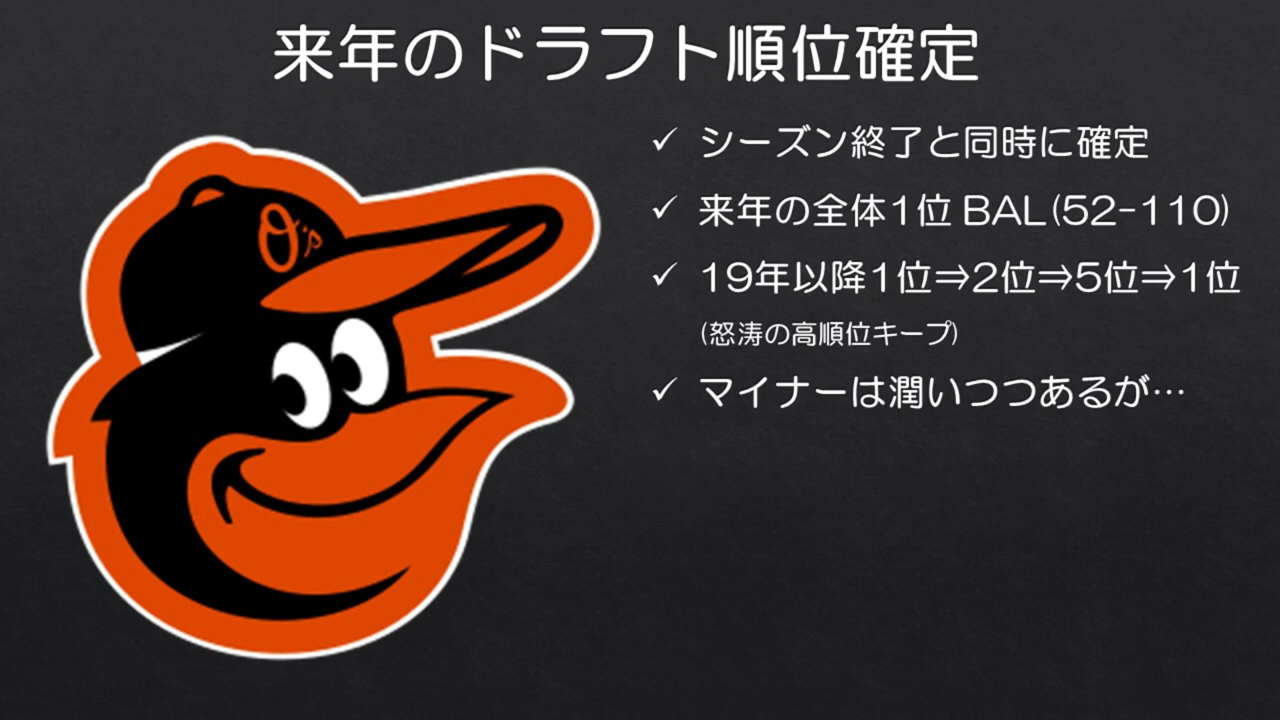 来年のドラフト順位確定
✓ シーズン終了と同時に確定
✓ 来年の全体1位 BAL(52-110)
✓ 19年以降1位⇒2位⇒5位⇒1位
(怒涛の高順位キープ)
✓ マイナーは潤いつつあるが…
O's